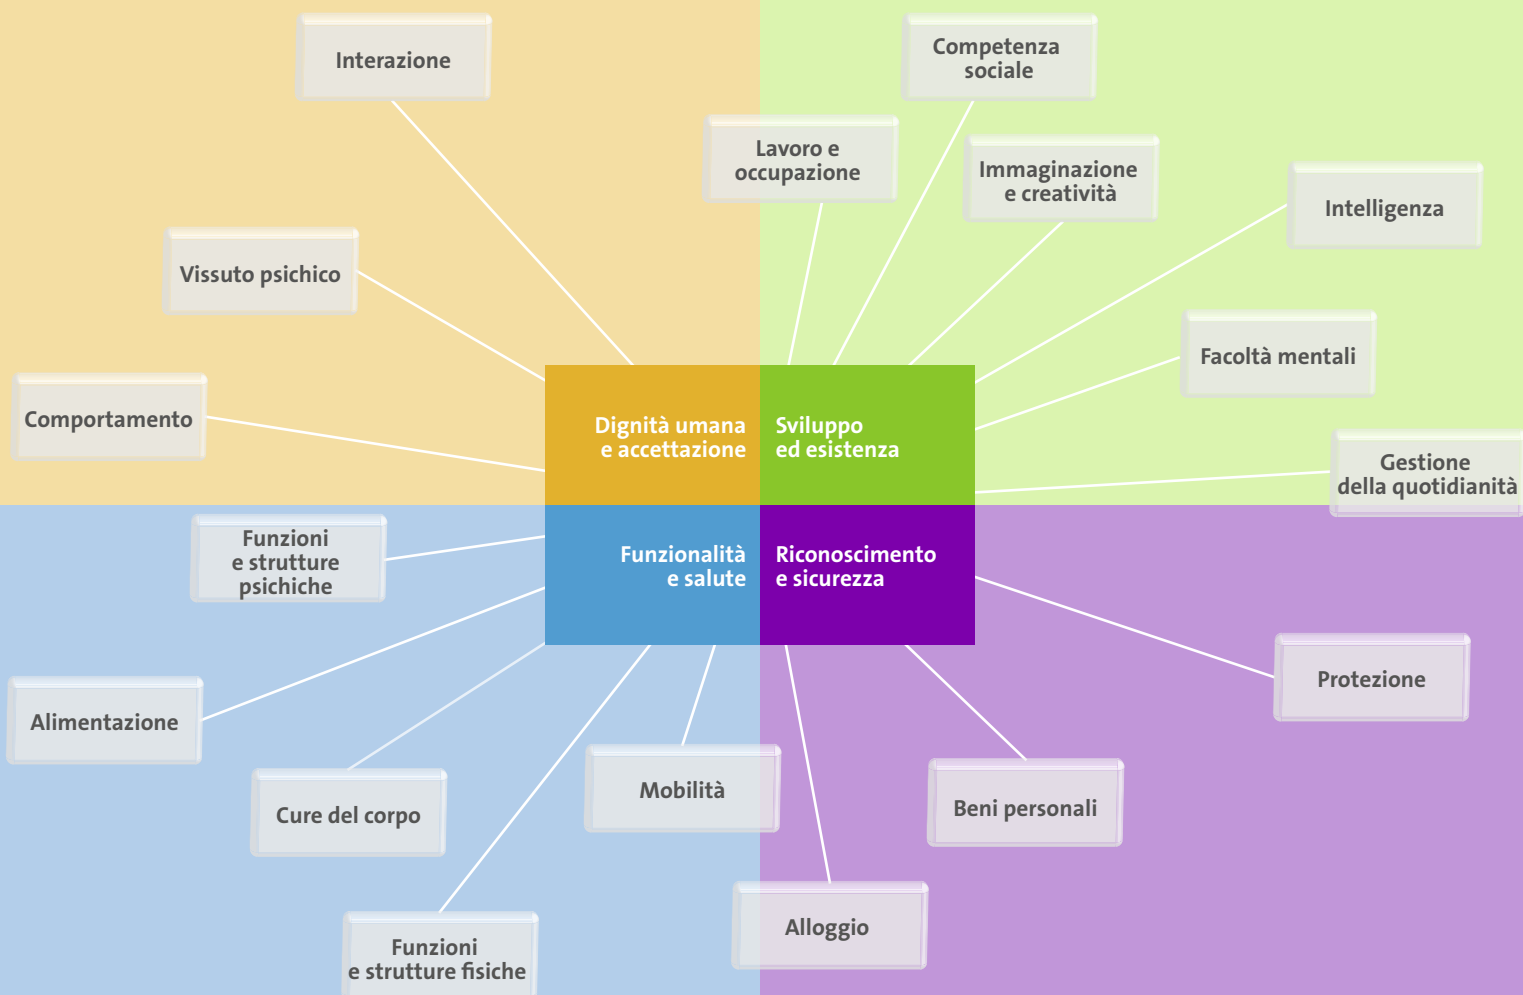 Interazione
Competenza
sociale
Lavoro e
occupazione
Immaginazione
e creatività
Intelligenza
Vissuto psichico
Facoltà mentali
Comportamento
Dignità umana
e accettazione
Sviluppo
ed esistenza
Gestione
della quotidianità
Funzioni
e strutture
psichiche
Funzionalità
e salute
Riconoscimento
e sicurezza
Protezione
Alimentazione
Mobilità
Beni personali
Cure del corpo
Alloggio
Funzioni
e strutture fisiche